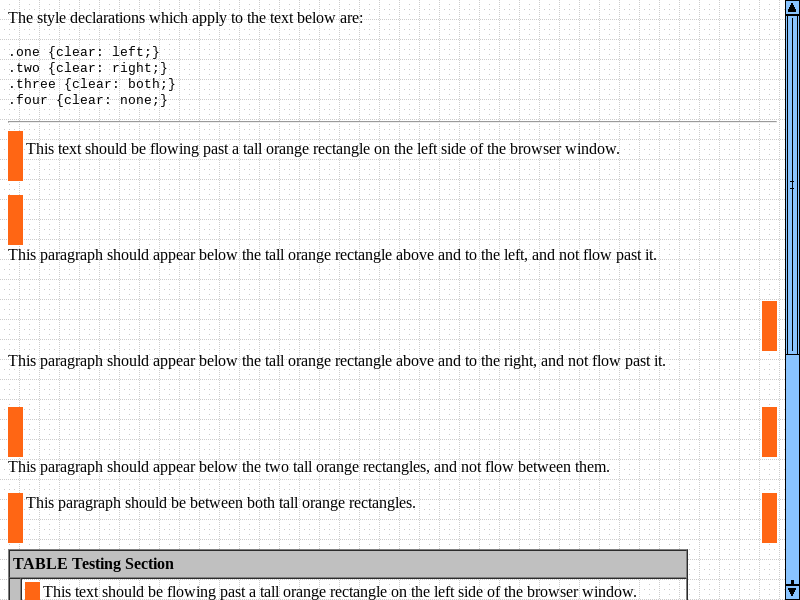 The style declarations which apply to the text below are:
.one {clear: left;}
.two {clear: right;}
.three {clear: both;}
.four {clear: none;}
This text should be flowing past a tall orange rectangle on the left side of the browser window.
This paragraph should appear below the tall orange rectangle above and to the left, and not flow past it.
This paragraph should appear below the tall orange rectangle above and to the right, and not flow past it.
This paragraph should appear below the two tall orange rectangles, and not flow between them.
This paragraph should be between both tall orange rectangles.
TABLE Testing Section
This text should be flowing past a tall orange rectangle on the left side of the browser window.